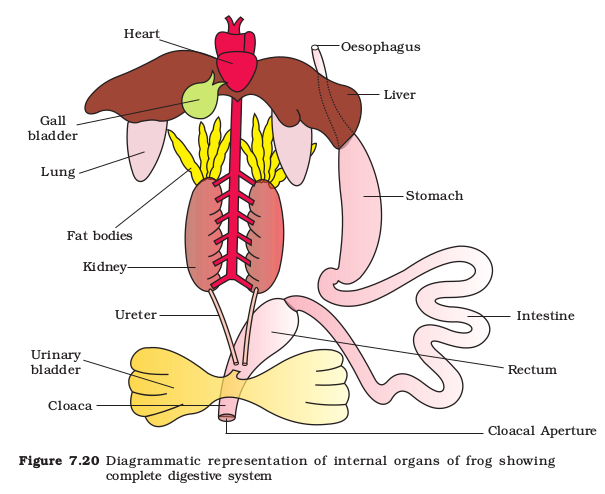 Heart
Oesophagus
Liver
Gall
bladder
Lung
Stomach
Fat bodies
Kidney
Ureter
Intestine
Urinary
bladder
Rectum
Cloaca
Cloacal Aperture
Figure 7.20 Diagrammatic representation of internal organs of frog showing
complete digestive system